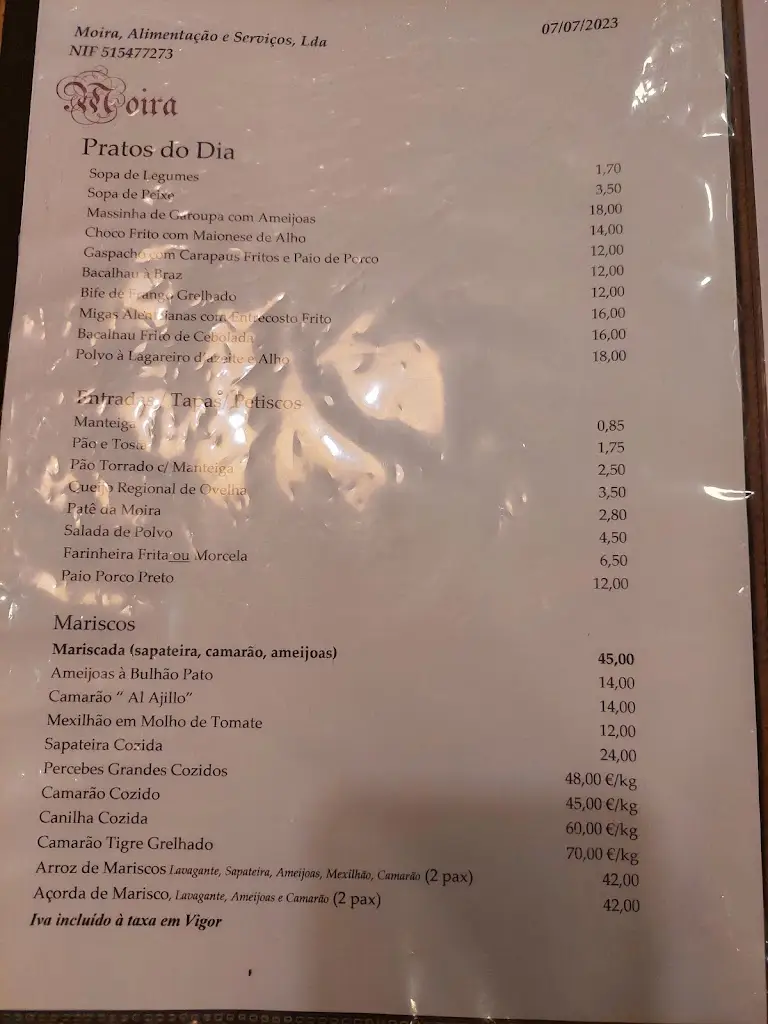 Moira, Alimentação e Serviços, Lda 07/07/2023
NIF 515477273
Moira
Pratos do Dia
Sopa de Legumes 1,70
Sopa de Peixe 3,50
Massinha de Garoupa com Ameijoas 18,00
Choco Frito com Maionese de Alho 14,00
Gaspacho com Carapaus Fritos e Paio de Porco 12,00
Bacalhau à Braz 12,00
Bife de Frango Grelhado 12,00
Migas Alentejanas com Entrecosto Frito 16,00
Bacalhau Frito de Cebolada 16,00
Polvo à Lagareiro d'azeite e Alho 18,00
Entradas / Tapas / Petiscos
Manteiga 0,85
Pão e Tosta 1,75
Pão Torrado c/ Manteiga 2,50
Queijo Regional de Ovelha 3,50
Patê da Moira 2,80
Salada de Polvo 4,50
Farinheira Frita ou Morcela 6,50
Paio Porco Preto 12,00
Mariscos
Mariscada (sapateira, camarão, ameijoas) 45,00
Ameijoas à Bulhão Pato 14,00
Camarão “ Al Ajillo” 14,00
Mexilhão em Molho de Tomate 12,00
Sapateira Cozida 24,00
Percebes Grandes Cozidos 48,00 €/kg
Camarão Cozido 45,00 €/kg
Canilha Cozida 60,00 €/kg
Camarão Tigre Grelhado 70,00 €/kg
Arroz de Mariscos Lavagante, Sapateira, Ameijoas, Mexilhão, Camarão (2 pax) 42,00
Açorda de Marisco, Lavagante, Ameijoas e Camarão (2 pax) 42,00
Iva incluído à taxa em Vigor